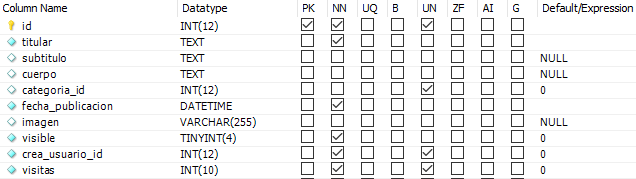 Column Name Datatype PK NN UQ B UN ZF AI G Default/Expression
id INT(12)
titular TEXT
subtitulo TEXT NULL
cuerpo TEXT NULL
categoria_id INT(12) 0
fecha_publicacion DATETIME
imagen VARCHAR(255) NULL
visible TINYINT(4) 0
crea_usuario_id INT(12) 0
visitas INT(10) 0